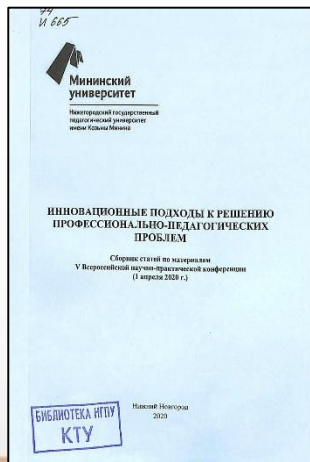 74
И 665
Мининский
университет
Нижегородский государственный
педагогический университет
имени Козьмы Минина
ИННОВАЦИОННЫЕ ПОДХОДЫ К РЕШЕНИЮ
ПРОФЕССИОНАЛЬНО-ПЕДАГОГИЧЕСКИХ
ПРОБЛЕМ
Сборник статей по материалам
V Всероссийской научно-практической конференции
(1 апреля 2020 г.)
Нижний Новгород
2020
БИБЛИОТЕКА НГПУ
КТУ